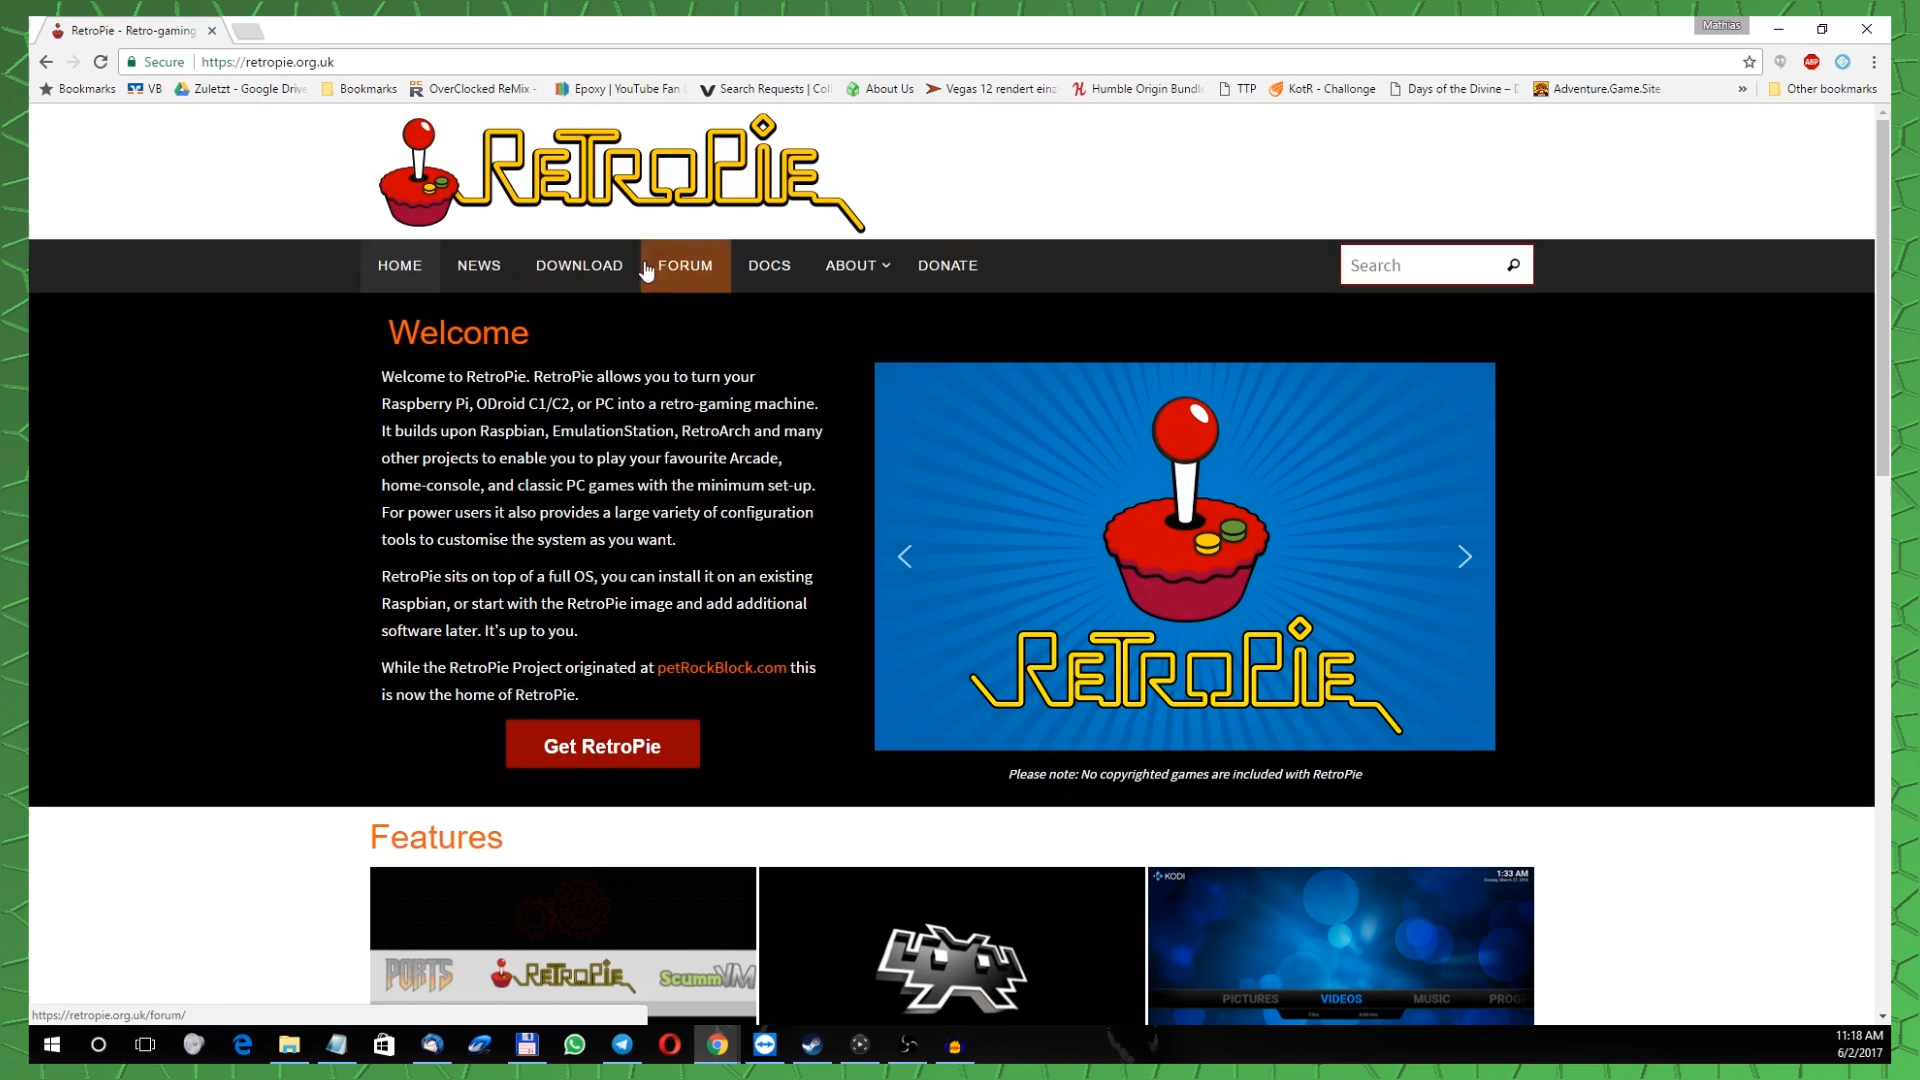 RetroPie - Retro-gaming
Mathias
Secure
https://retropie.org.uk
ABP
Bookmarks
VB
Zuletzt - Google Drive
Bookmarks
OverClocked ReMix -
Epoxy | YouTube Fan
Search Requests | Col
About Us
Vegas 12 rendert einz
Humble Origin Bundle
TTP
KotR - Challonge
Days of the Divine –
Adventure.Game.Site
»
Other bookmarks
RETROPIE
HOME
NEWS
DOWNLOAD
FORUM
DOCS
ABOUT
DONATE
Search
Welcome
Welcome to RetroPie. RetroPie allows you to turn your
Raspberry Pi, ODroid C1/C2, or PC into a retro-gaming machine.
It builds upon Raspbian, EmulationStation, RetroArch and many
other projects to enable you to play your favourite Arcade,
home-console, and classic PC games with the minimum set-up.
For power users it also provides a large variety of configuration
tools to customise the system as you want.
RetroPie sits on top of a full OS, you can install it on an existing
Raspbian, or start with the RetroPie image and add additional
software later. It's up to you.
While the RetroPie Project originated at petRockBlock.com this
is now the home of RetroPie.
Get RetroPie
RETROPIE
Please note: No copyrighted games are included with RetroPie
Features
PORTS
RETROPIE
ScummVM
KODI
1:33 AM
PICTURES
VIDEOS
MUSIC
PROG
Files
Add-ons
https://retropie.org.uk/forum/
11:18 AM
6/2/2017